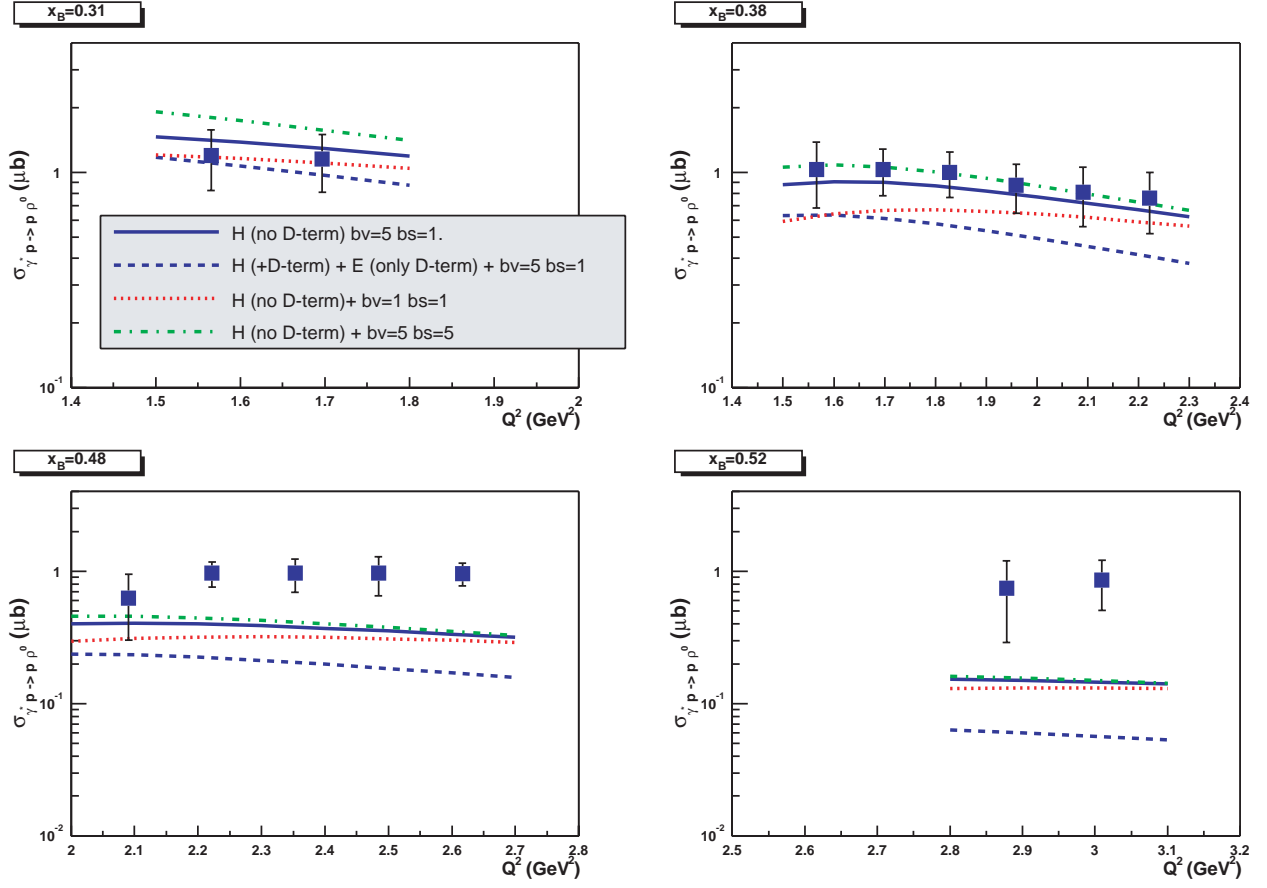 x_B=0.31
σ_γ* p -> p ρ^0 (μb)
1
10^-1
H (no D-term) bv=5 bs=1.
H (+D-term) + E (only D-term) + bv=5 bs=1
H (no D-term)+ bv=1 bs=1
H (no D-term) + bv=5 bs=5
1.4 1.5 1.6 1.7 1.8 1.9 2
Q^2 (GeV^2)
x_B=0.38
σ_γ* p -> p ρ^0 (μb)
1
10^-1
1.4 1.5 1.6 1.7 1.8 1.9 2 2.1 2.2 2.3 2.4
Q^2 (GeV^2)
x_B=0.48
σ_γ* p -> p ρ^0 (μb)
1
10^-1
10^-2
2 2.1 2.2 2.3 2.4 2.5 2.6 2.7 2.8
Q^2 (GeV^2)
x_B=0.52
σ_γ* p -> p ρ^0 (μb)
1
10^-1
10^-2
2.5 2.6 2.7 2.8 2.9 3 3.1 3.2
Q^2 (GeV^2)